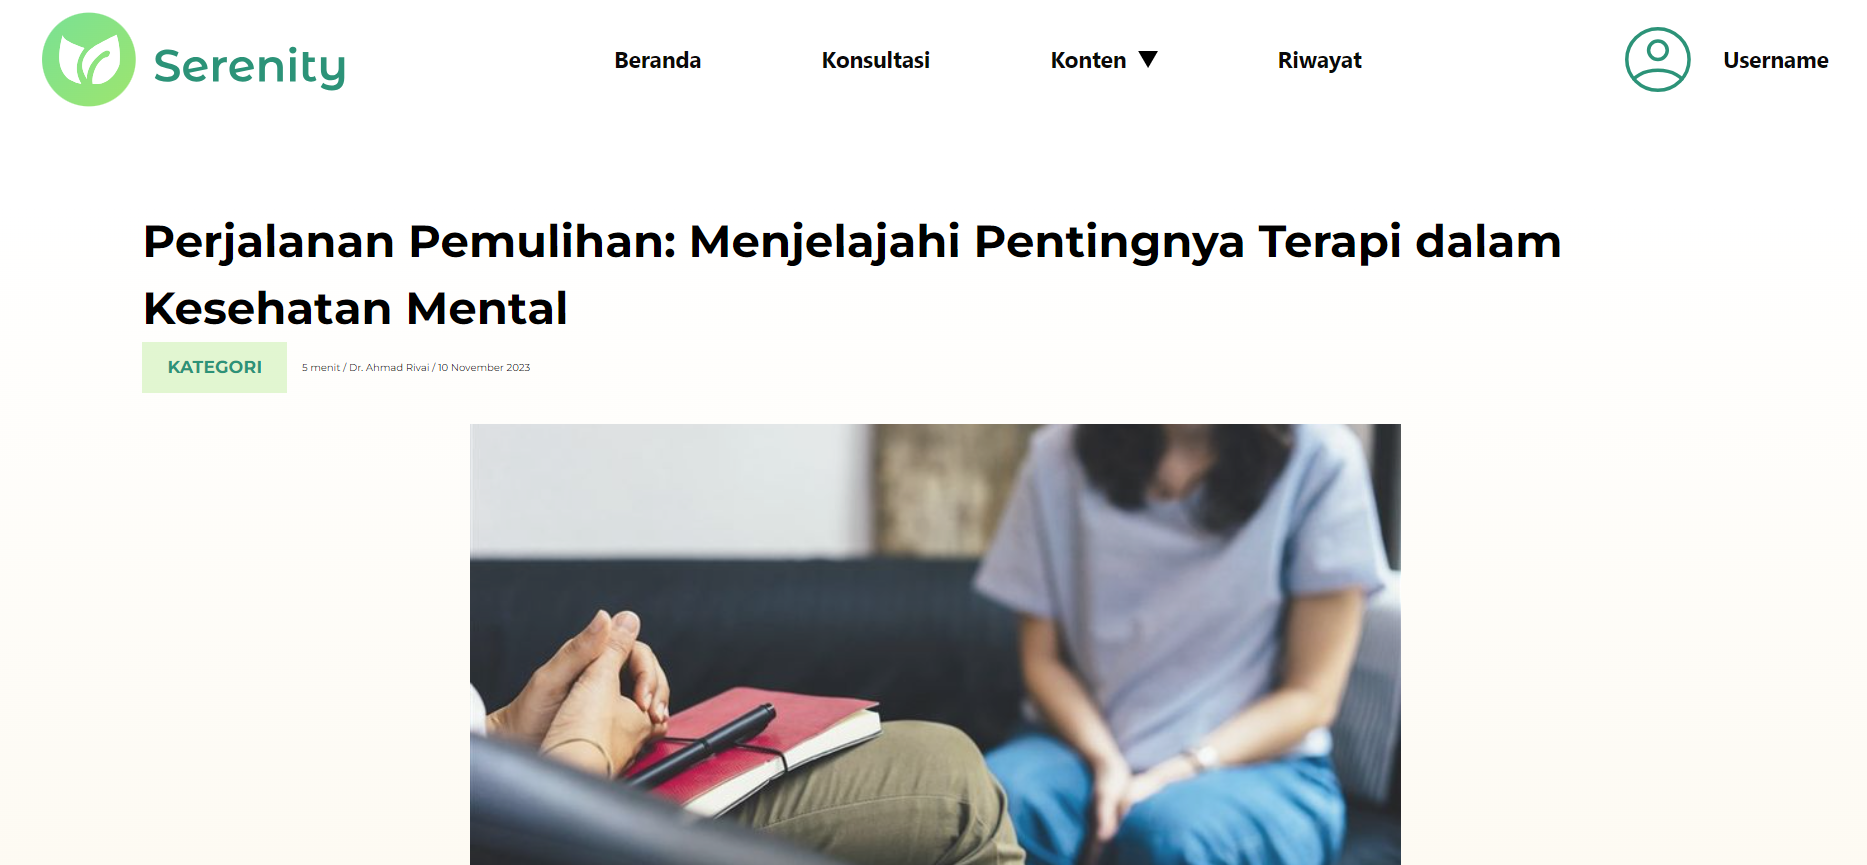 Serenity
Beranda
Konsultasi
Konten ▼
Riwayat
Username
Perjalanan Pemulihan: Menjelajahi Pentingnya Terapi dalam
Kesehatan Mental
KATEGORI
5 menit / Dr. Ahmad Rivai / 10 November 2023